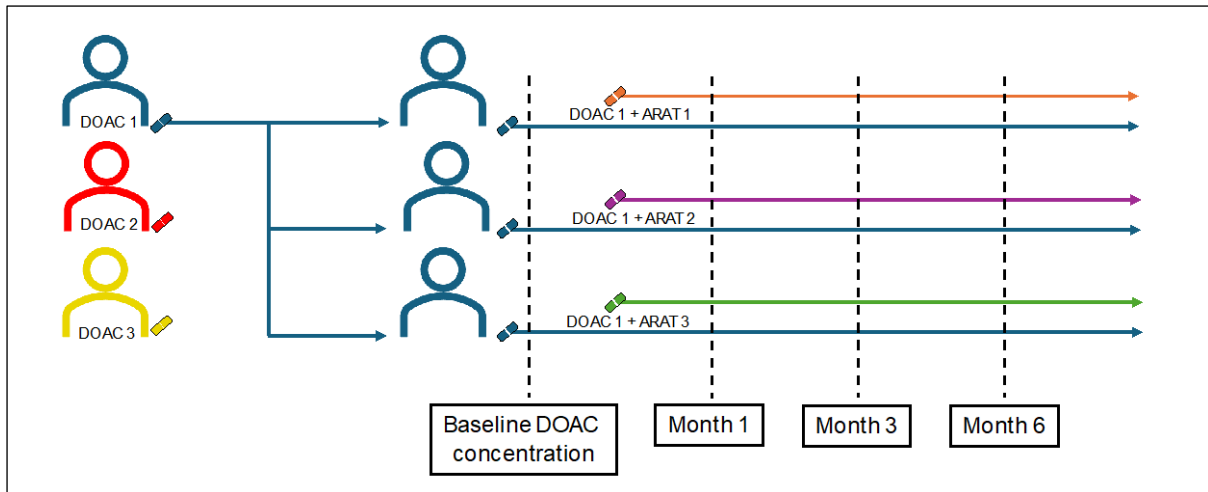 DOAC 1
DOAC 1 + ARAT 1
DOAC 2
DOAC 1 + ARAT 2
DOAC 3
DOAC 1 + ARAT 3
Baseline DOAC
concentration
Month 1
Month 3
Month 6